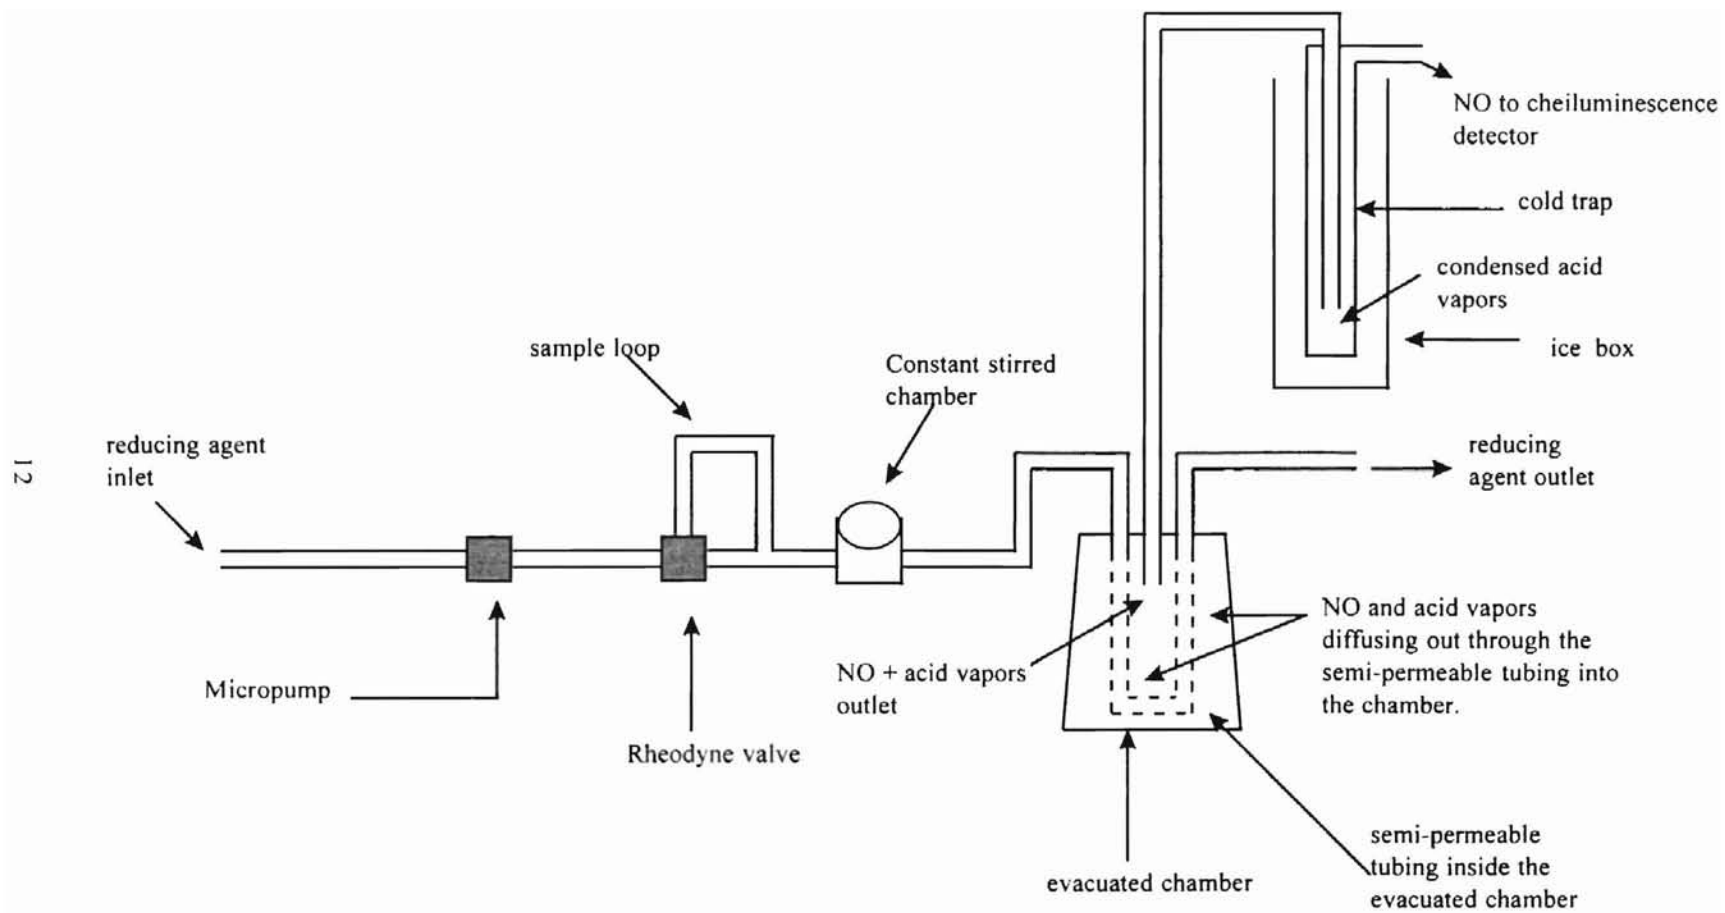 NO to cheiluminescence
detector
cold trap
condensed acid
vapors
ice box
sample loop
Constant stirred
chamber
reducing agent
inlet
reducing
agent outlet
12
NO and acid vapors
diffusing out through the
semi-permeable tubing into
the chamber.
NO + acid vapors
outlet
Micropump
Rheodyne valve
semi-permeable
tubing inside the
evacuated chamber
evacuated chamber